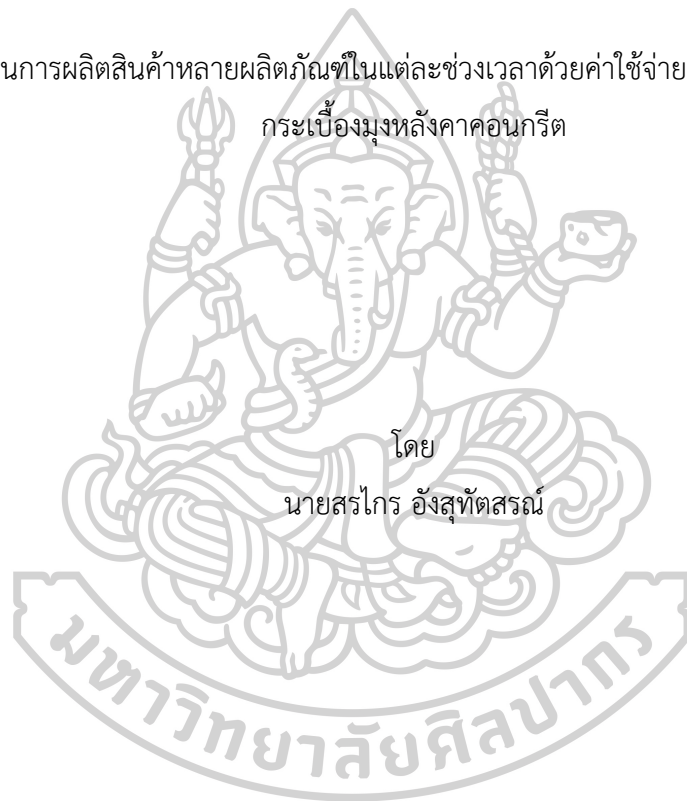 นการผลิตสินค้าหลายผลิตภัณฑ์ในแต่ละช่วงเวลาด้วยค่าใช้จ่าย
กระเบื้องมุงหลังคาคอนกรีต
โดย
นายสรไกร อังสุทัตสรณ์
มหาวิทยาลัยศิลปากร